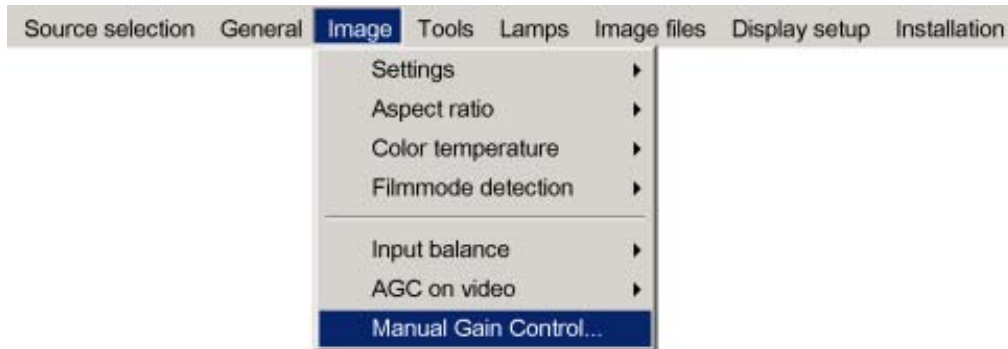 Source selection General Image Tools Lamps Image files Display setup Installation
Settings
Aspect ratio
Color temperature
Filmmode detection
Input balance
AGC on video
Manual Gain Control...